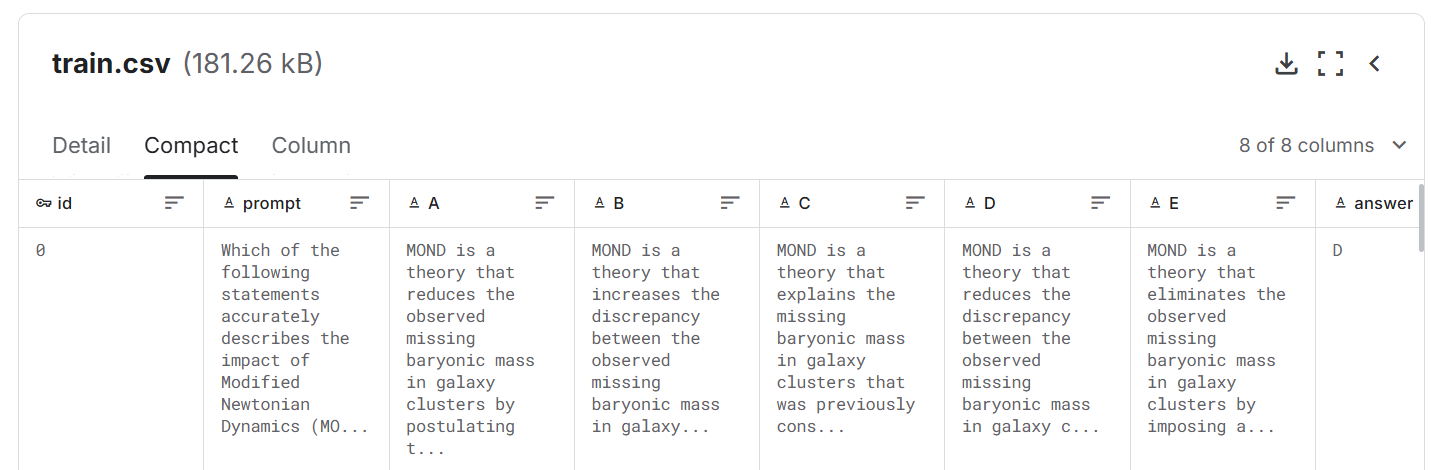 train.csv (181.26 kB)
Detail Compact Column
8 of 8 columns
id
prompt
A
B
C
D
E
answer
0
Which of the
following
statements
accurately
describes the
impact of
Modified
Newtonian
Dynamics (MO...
MOND is a
theory that
reduces the
observed
missing
baryonic mass
in galaxy
clusters by
postulating
t...
MOND is a
theory that
increases the
discrepancy
between the
observed
missing
baryonic mass
in galaxy...
MOND is a
theory that
explains the
missing
baryonic mass
in galaxy
clusters that
was previously
cons...
MOND is a
theory that
reduces the
discrepancy
between the
observed
missing
baryonic mass
in galaxy c...
MOND is a
theory that
eliminates the
observed
missing
baryonic mass
in galaxy
clusters by
imposing a...
D